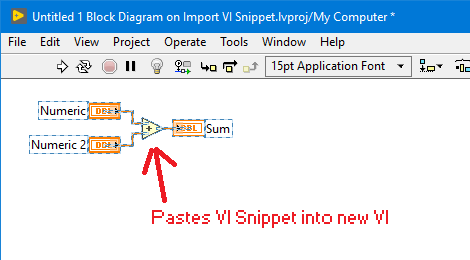 Untitled 1 Block Diagram on Import VI Snippet.lvproj/My Computer *
File Edit View Project Operate Tools Window Help
15pt Application Font
Numeric DBL
DBL Sum
Numeric 2 DBL
Pastes VI Snippet into new VI